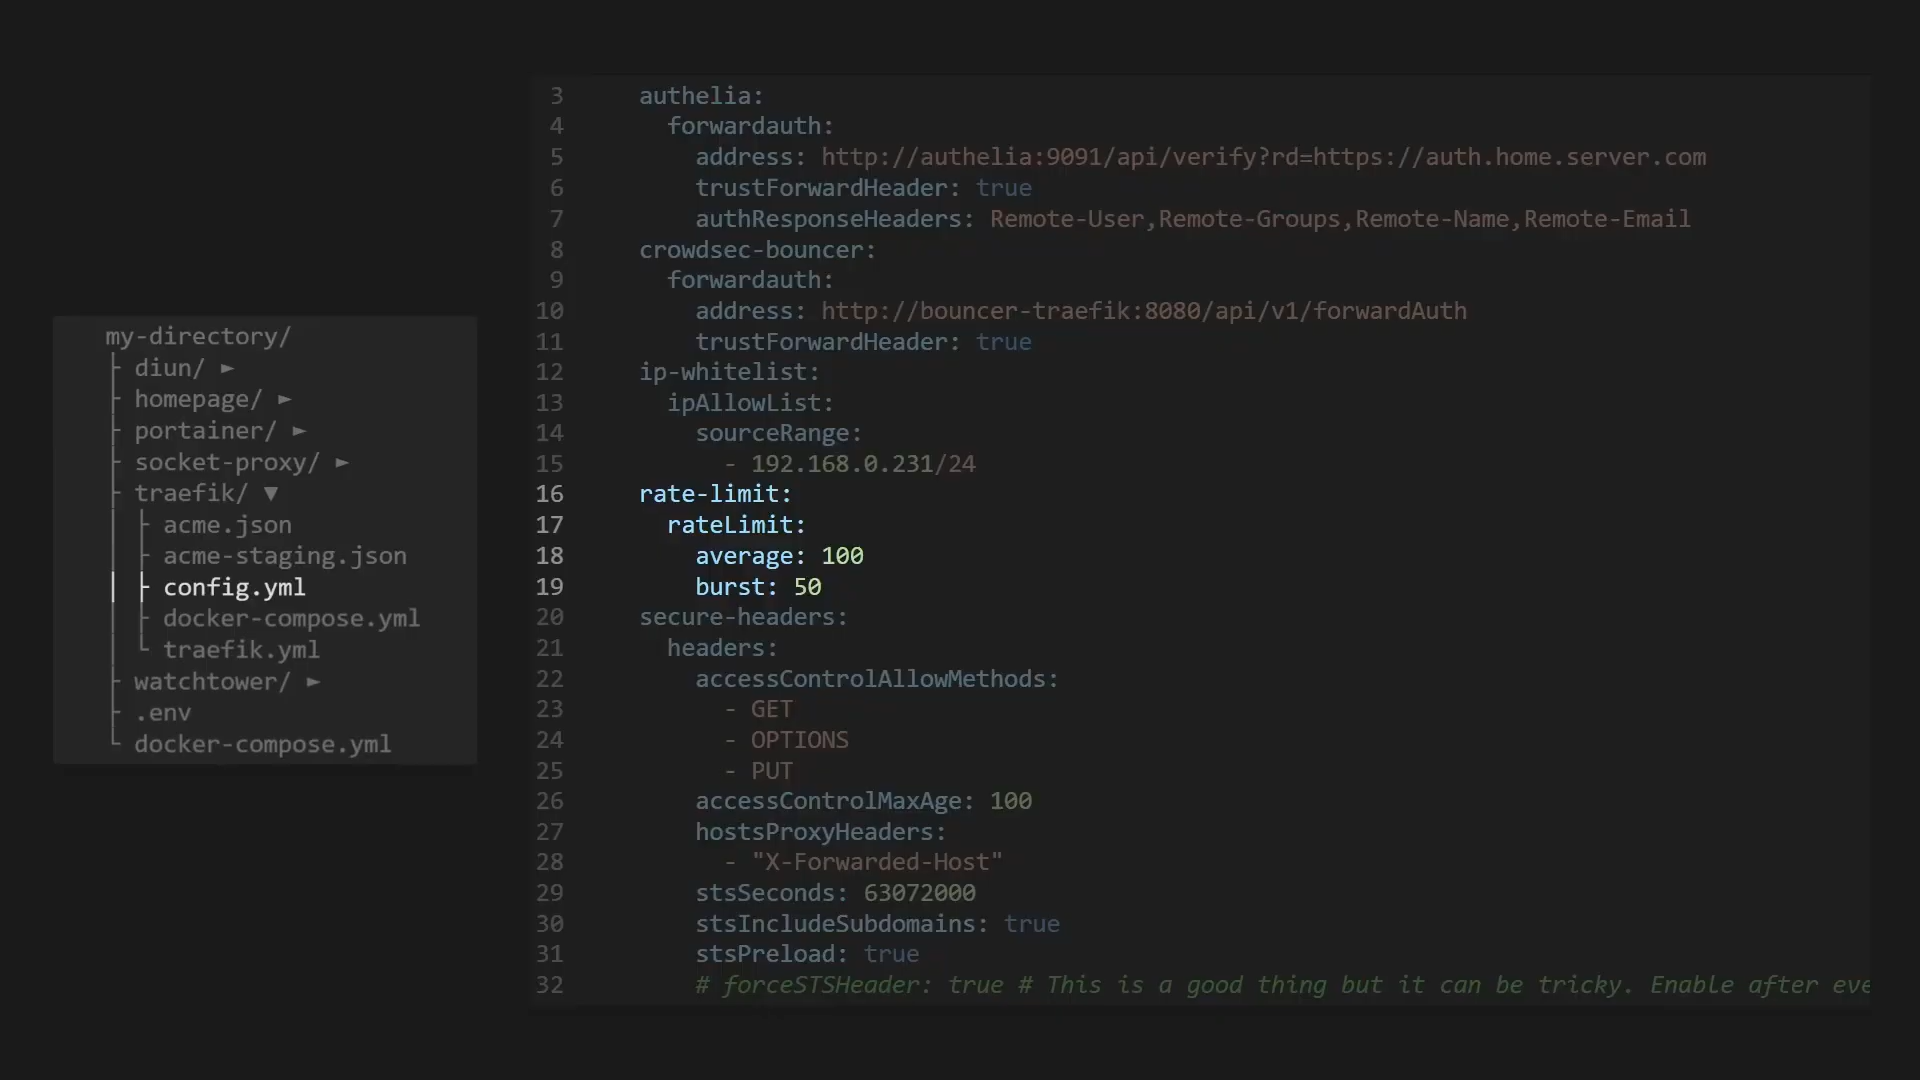 my-directory/
├ diun/ ►
├ homepage/ ►
├ portainer/ ►
├ socket-proxy/ ►
├ traefik/ ▼
│ ├ acme.json
│ ├ acme-staging.json
│ ├ config.yml
│ ├ docker-compose.yml
│ └ traefik.yml
├ watchtower/ ►
├ .env
└ docker-compose.yml
3 authelia:
4 forwardauth:
5 address: http://authelia:9091/api/verify?rd=https://auth.home.server.com
6 trustForwardHeader: true
7 authResponseHeaders: Remote-User,Remote-Groups,Remote-Name,Remote-Email
8 crowdsec-bouncer:
9 forwardauth:
10 address: http://bouncer-traefik:8080/api/v1/forwardAuth
11 trustForwardHeader: true
12 ip-whitelist:
13 ipAllowList:
14 sourceRange:
15 - 192.168.0.231/24
16 rate-limit:
17 rateLimit:
18 average: 100
19 burst: 50
20 secure-headers:
21 headers:
22 accessControlAllowMethods:
23 - GET
24 - OPTIONS
25 - PUT
26 accessControlMaxAge: 100
27 hostsProxyHeaders:
28 - "X-Forwarded-Host"
29 stsSeconds: 63072000
30 stsIncludeSubdomains: true
31 stsPreload: true
32 # forceSTSHeader: true # This is a good thing but it can be tricky. Enable after eve